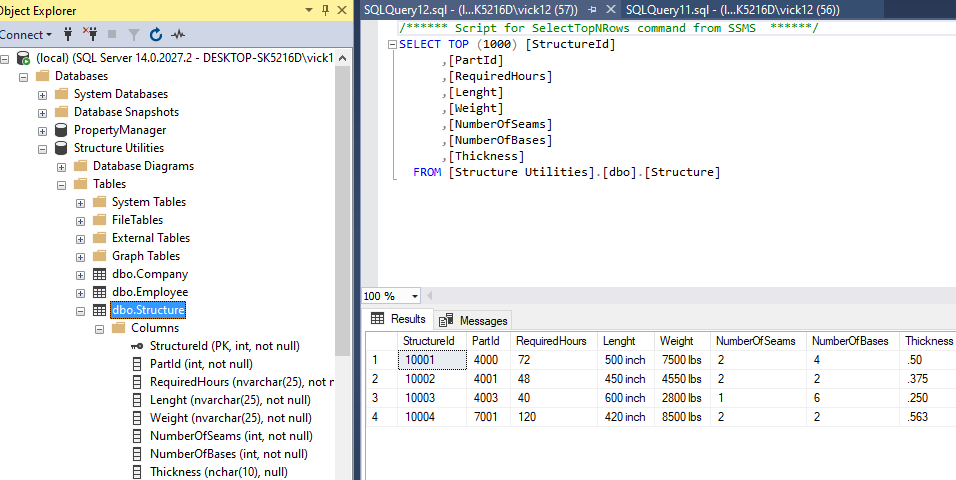 Object Explorer
Connect
(local) (SQL Server 14.0.2027.2 - DESKTOP-SK5216D\vick1
Databases
System Databases
Database Snapshots
PropertyManager
Structure Utilities
Database Diagrams
Tables
System Tables
FileTables
External Tables
Graph Tables
dbo.Company
dbo.Employee
dbo.Structure
Columns
StructureId (PK, int, not null)
PartId (int, not null)
RequiredHours (nvarchar(25), not r
Lenght (nvarchar(25), not null)
Weight (nvarchar(25), not null)
NumberOfSeams (int, not null)
NumberOfBases (int, not null)
Thickness (nchar(10), null)
SQLQuery12.sql - (l...K5216D\vick12 (57)) SQLQuery11.sql - (l...K5216D\vick12 (56))
/****** Script for SelectTopNRows command from SSMS ******/
SELECT TOP (1000) [StructureId]
,[PartId]
,[RequiredHours]
,[Lenght]
,[Weight]
,[NumberOfSeams]
,[NumberOfBases]
,[Thickness]
FROM [Structure Utilities].[dbo].[Structure]
100 %
Results Messages
StructureId PartId RequiredHours Lenght Weight NumberOfSeams NumberOfBases Thickness
1 10001 4000 72 500 inch 7500 lbs 2 4 .50
2 10002 4001 48 450 inch 4550 lbs 2 2 .375
3 10003 4003 40 600 inch 2800 lbs 1 6 .250
4 10004 7001 120 420 inch 8500 lbs 2 2 .563